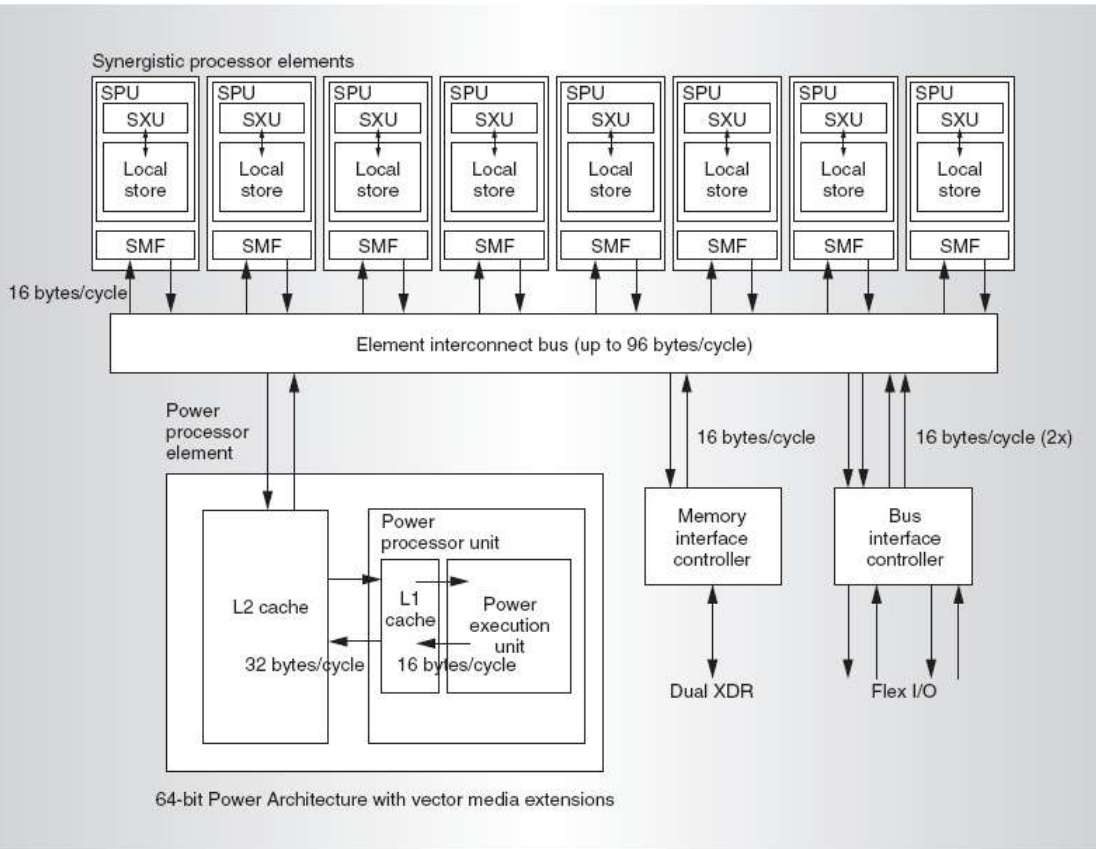 Synergistic processor elements
SPU SPU SPU SPU SPU SPU SPU SPU
SXU SXU SXU SXU SXU SXU SXU SXU
Local Local Local Local Local Local Local Local
store store store store store store store store
SMF SMF SMF SMF SMF SMF SMF SMF
16 bytes/cycle
Element interconnect bus (up to 96 bytes/cycle)
Power
processor
element
16 bytes/cycle
16 bytes/cycle (2x)
Power
processor unit
L2 cache
L1
cache
Power
execution
unit
32 bytes/cycle
16 bytes/cycle
Memory
interface
controller
Bus
interface
controller
Dual XDR
Flex I/O
64-bit Power Architecture with vector media extensions